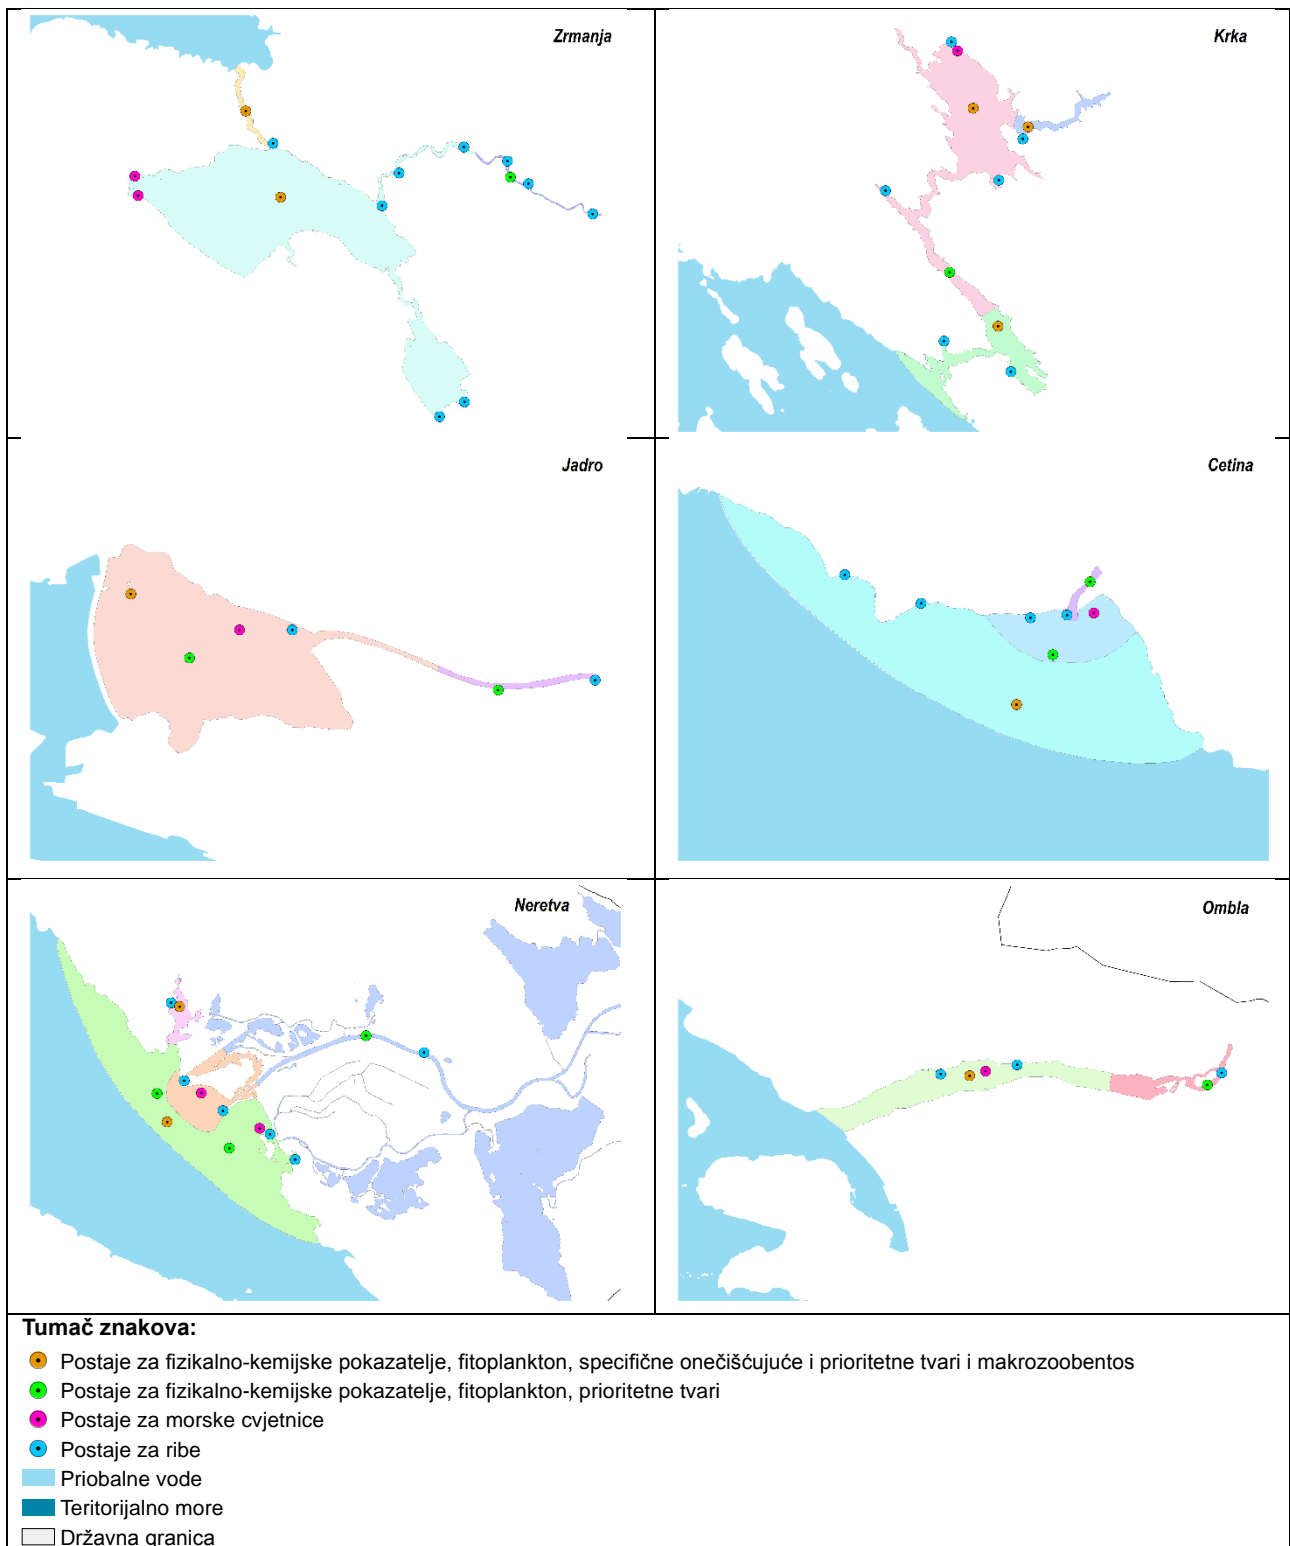 Zrmanja
Krka
Jadro
Cetina
Neretva
Ombla
Tumač znakova:
Postaje za fizikalno-kemijske pokazatelje, fitoplankton, specifične onečišćujuće i prioritetne tvari i makrozoobentos
Postaje za fizikalno-kemijske pokazatelje, fitoplankton, prioritetne tvari
Postaje za morske cvjetnice
Postaje za ribe
Priobalne vode
Teritorijalno more
Državna granica